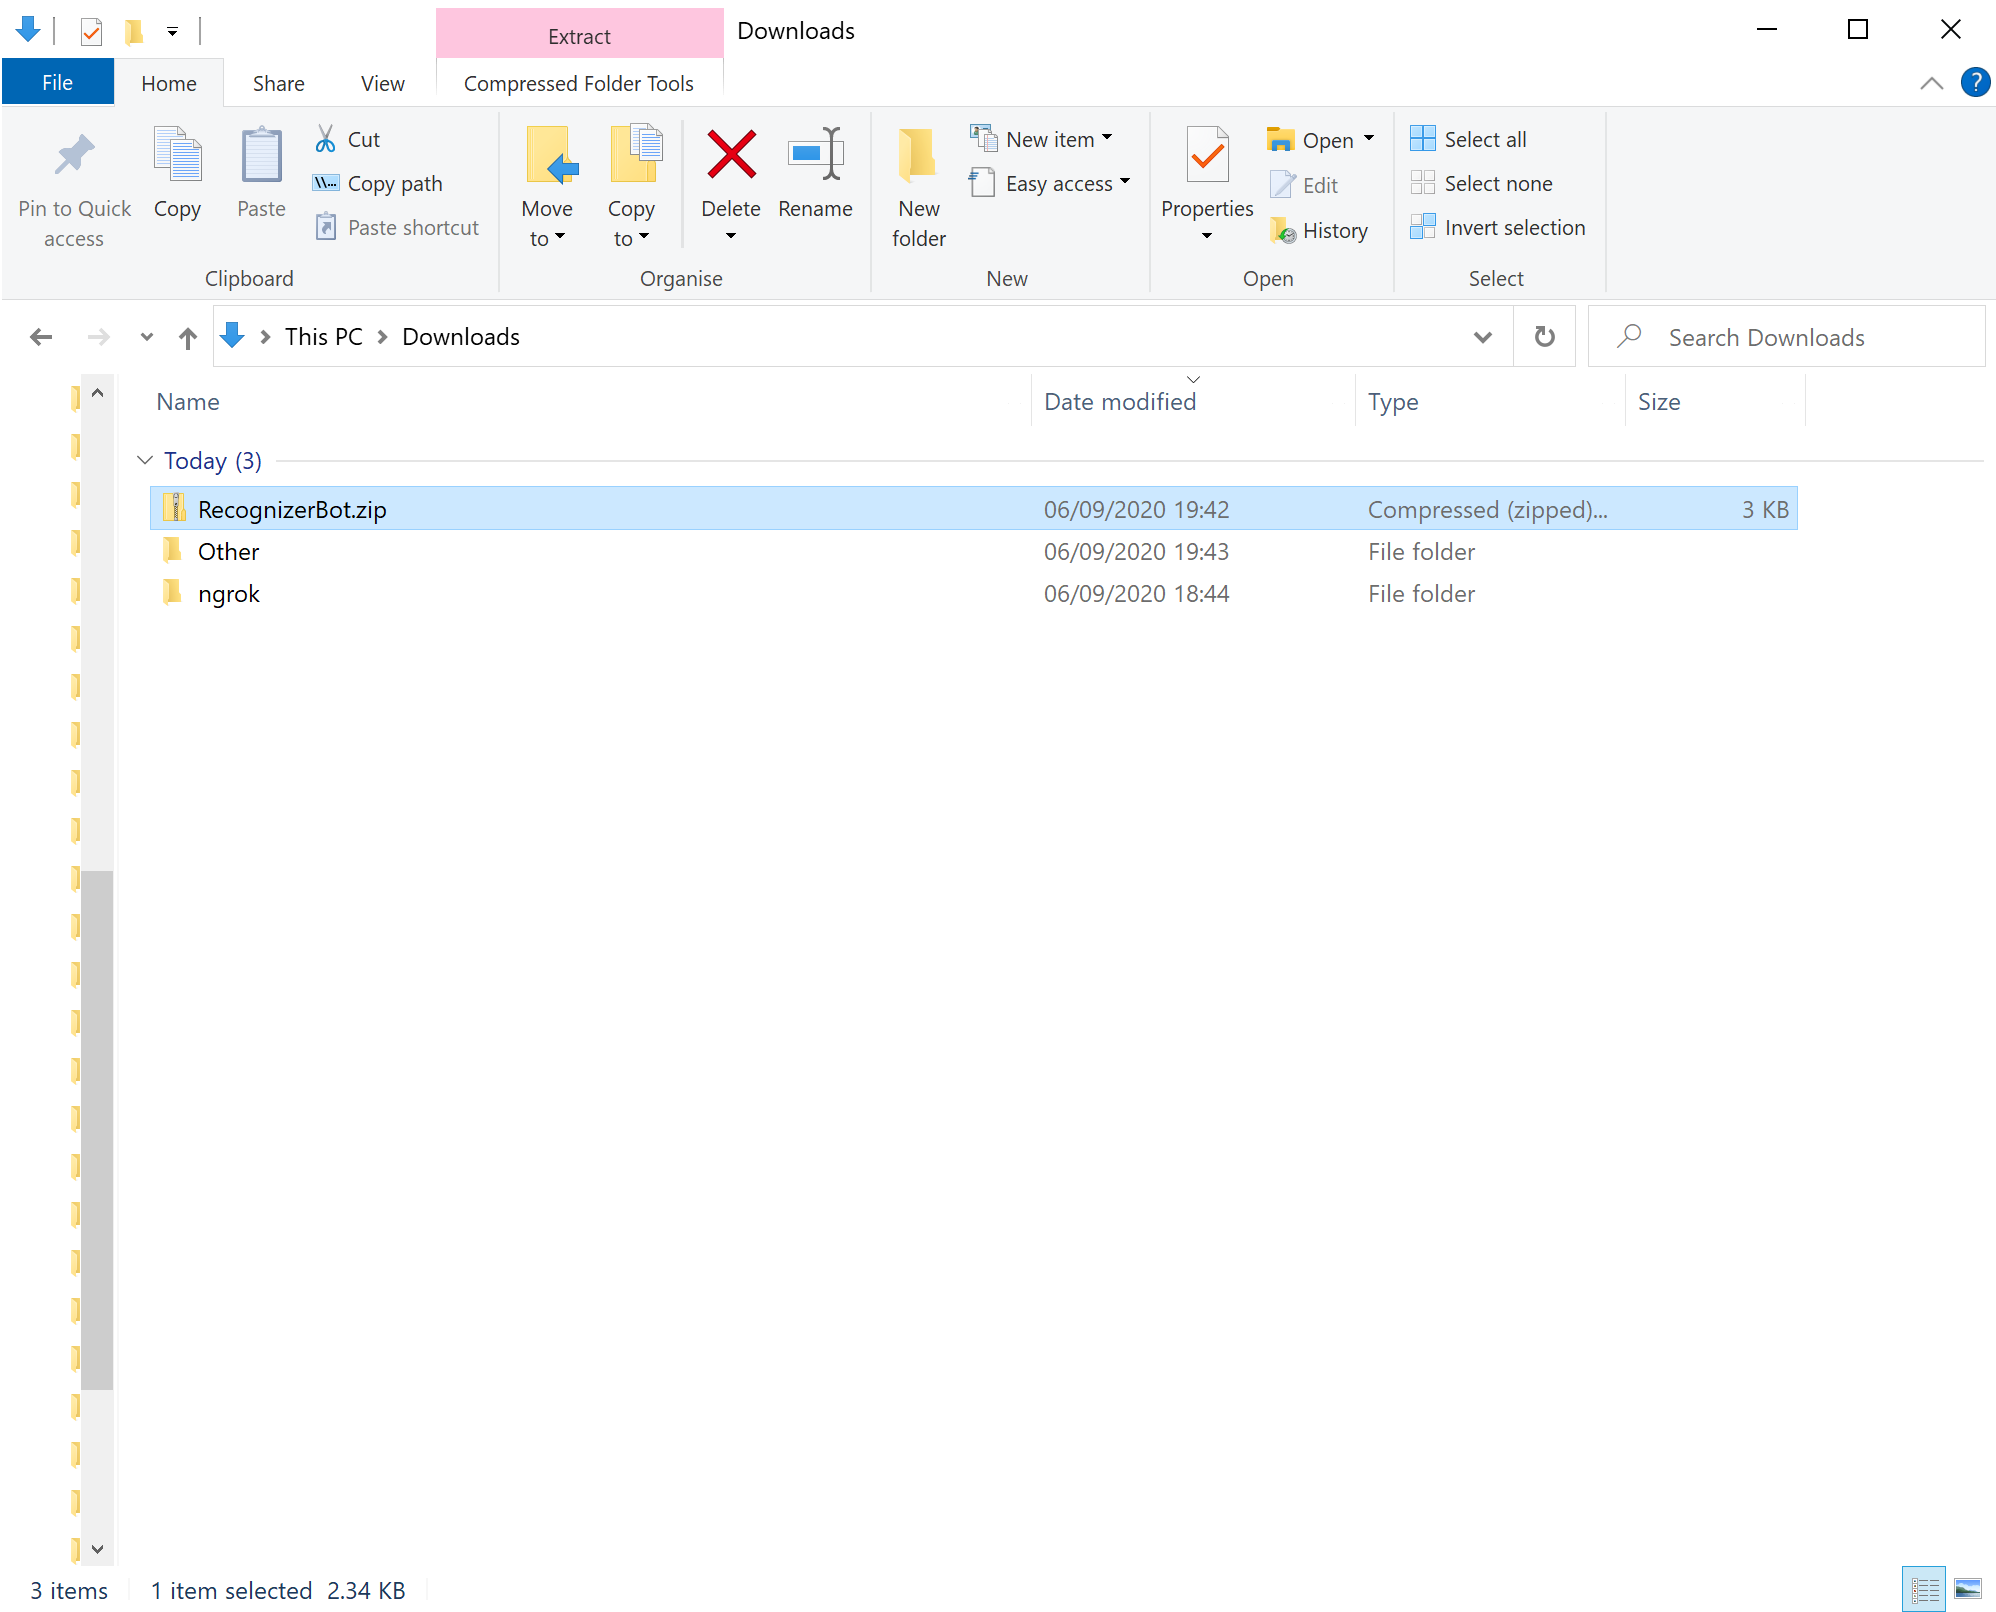 Extract Downloads
File Home Share View Compressed Folder Tools ?
Pin to Quick access
Copy
Paste
Cut
Copy path
Paste shortcut
Clipboard
Move to
Copy to
Delete
Rename
Organise
New folder
New item
Easy access
New
Properties
Open
Edit
History
Open
Select all
Select none
Invert selection
Select
This PC Downloads
Search Downloads
Name Date modified Type Size
Today (3)
RecognizerBot.zip 06/09/2020 19:42 Compressed (zipped)... 3 KB
Other 06/09/2020 19:43 File folder
ngrok 06/09/2020 18:44 File folder
3 items 1 item selected 2.34 KB